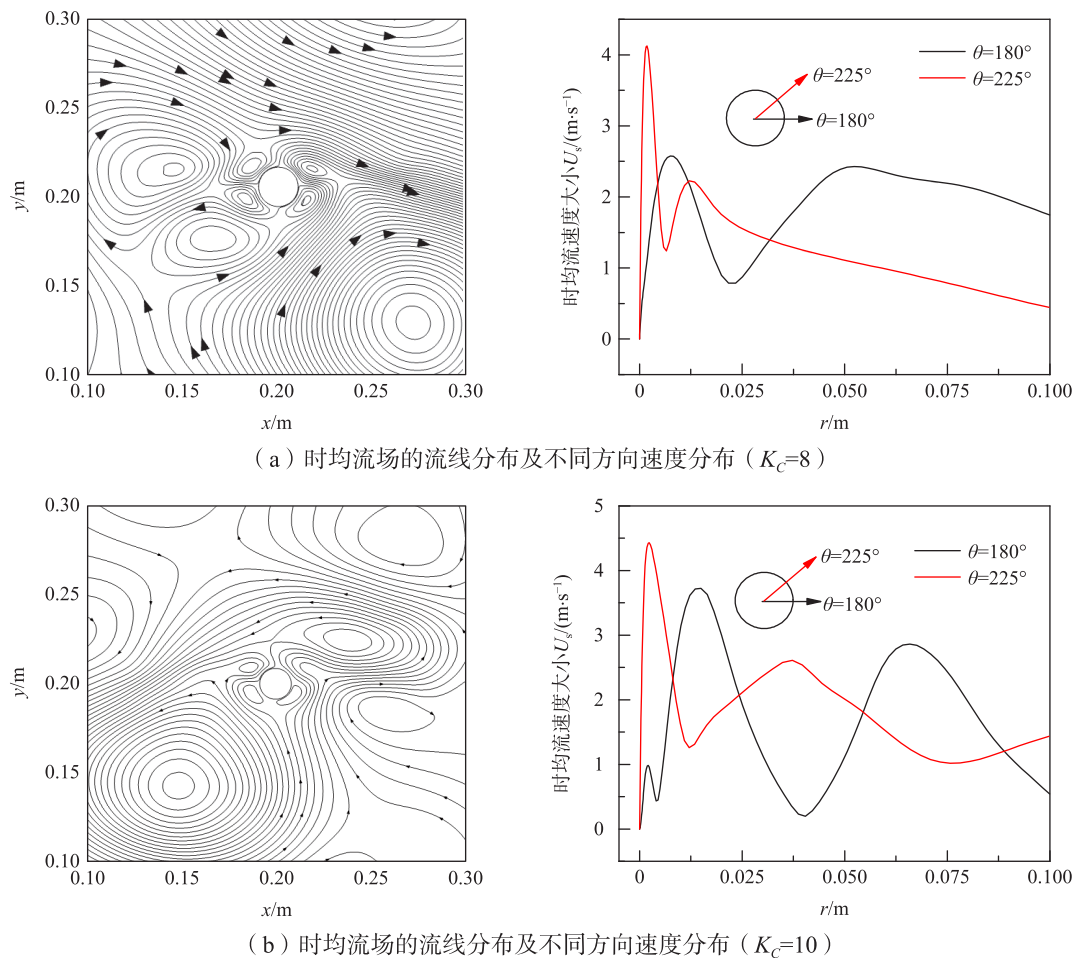 0.30
0.25
0.20
0.15
0.10
y/m
0.10 0.15 0.20 0.25 0.30
x/m
4
3
2
1
0
时均流速度大小Us/(m·s⁻¹)
θ=180°
θ=225°
θ=225°
θ=180°
0 0.025 0.050 0.075 0.100
r/m
（a）时均流场的流线分布及不同方向速度分布（KC=8）
0.30
0.25
0.20
0.15
0.10
y/m
0.10 0.15 0.20 0.25 0.30
x/m
5
4
3
2
1
0
时均流速度大小Us/(m·s⁻¹)
θ=180°
θ=225°
θ=225°
θ=180°
0 0.025 0.050 0.075 0.100
r/m
（b）时均流场的流线分布及不同方向速度分布（KC=10）